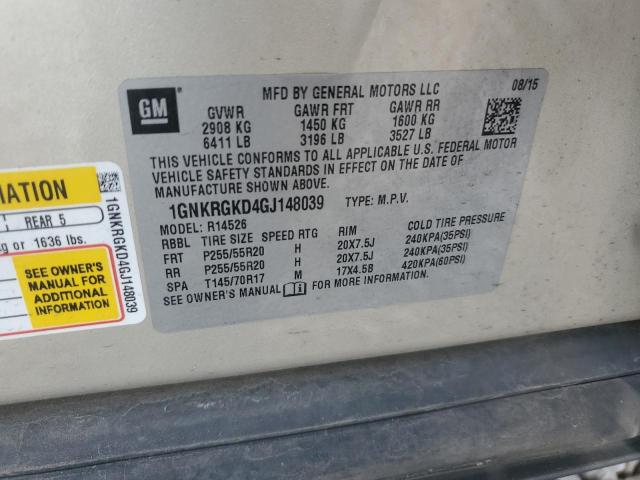 GM
MFD BY GENERAL MOTORS LLC 08/15
GVWR GAWR FRT GAWR RR
2908 KG 1450 KG 1600 KG
6411 LB 3196 LB 3527 LB
THIS VEHICLE CONFORMS TO ALL APPLICABLE U.S. FEDERAL MOTOR
VEHICLE SAFETY STANDARDS IN EFFECT ON THE DATE OF
MANUFACTURE SHOWN ABOVE.
1GNKRGKD4GJ148039 TYPE: M.P.V.
MODEL: R14526
RBBL TIRE SIZE SPEED RTG RIM COLD TIRE PRESSURE
FRT P255/55R20 H 20X7.5J 240KPA(35PSI)
RR P255/55R20 H 20X7.5J 240KPA(35PSI)
SPA T145/70R17 M 17X4.5B 420KPA(60PSI)
SEE OWNER'S MANUAL FOR MORE INFORMATION.
MATION
REAR 5
g or 1636 lbs.
SEE OWNER'S
MANUAL FOR
ADDITIONAL
INFORMATION
1GNKRGKD4GJ148039